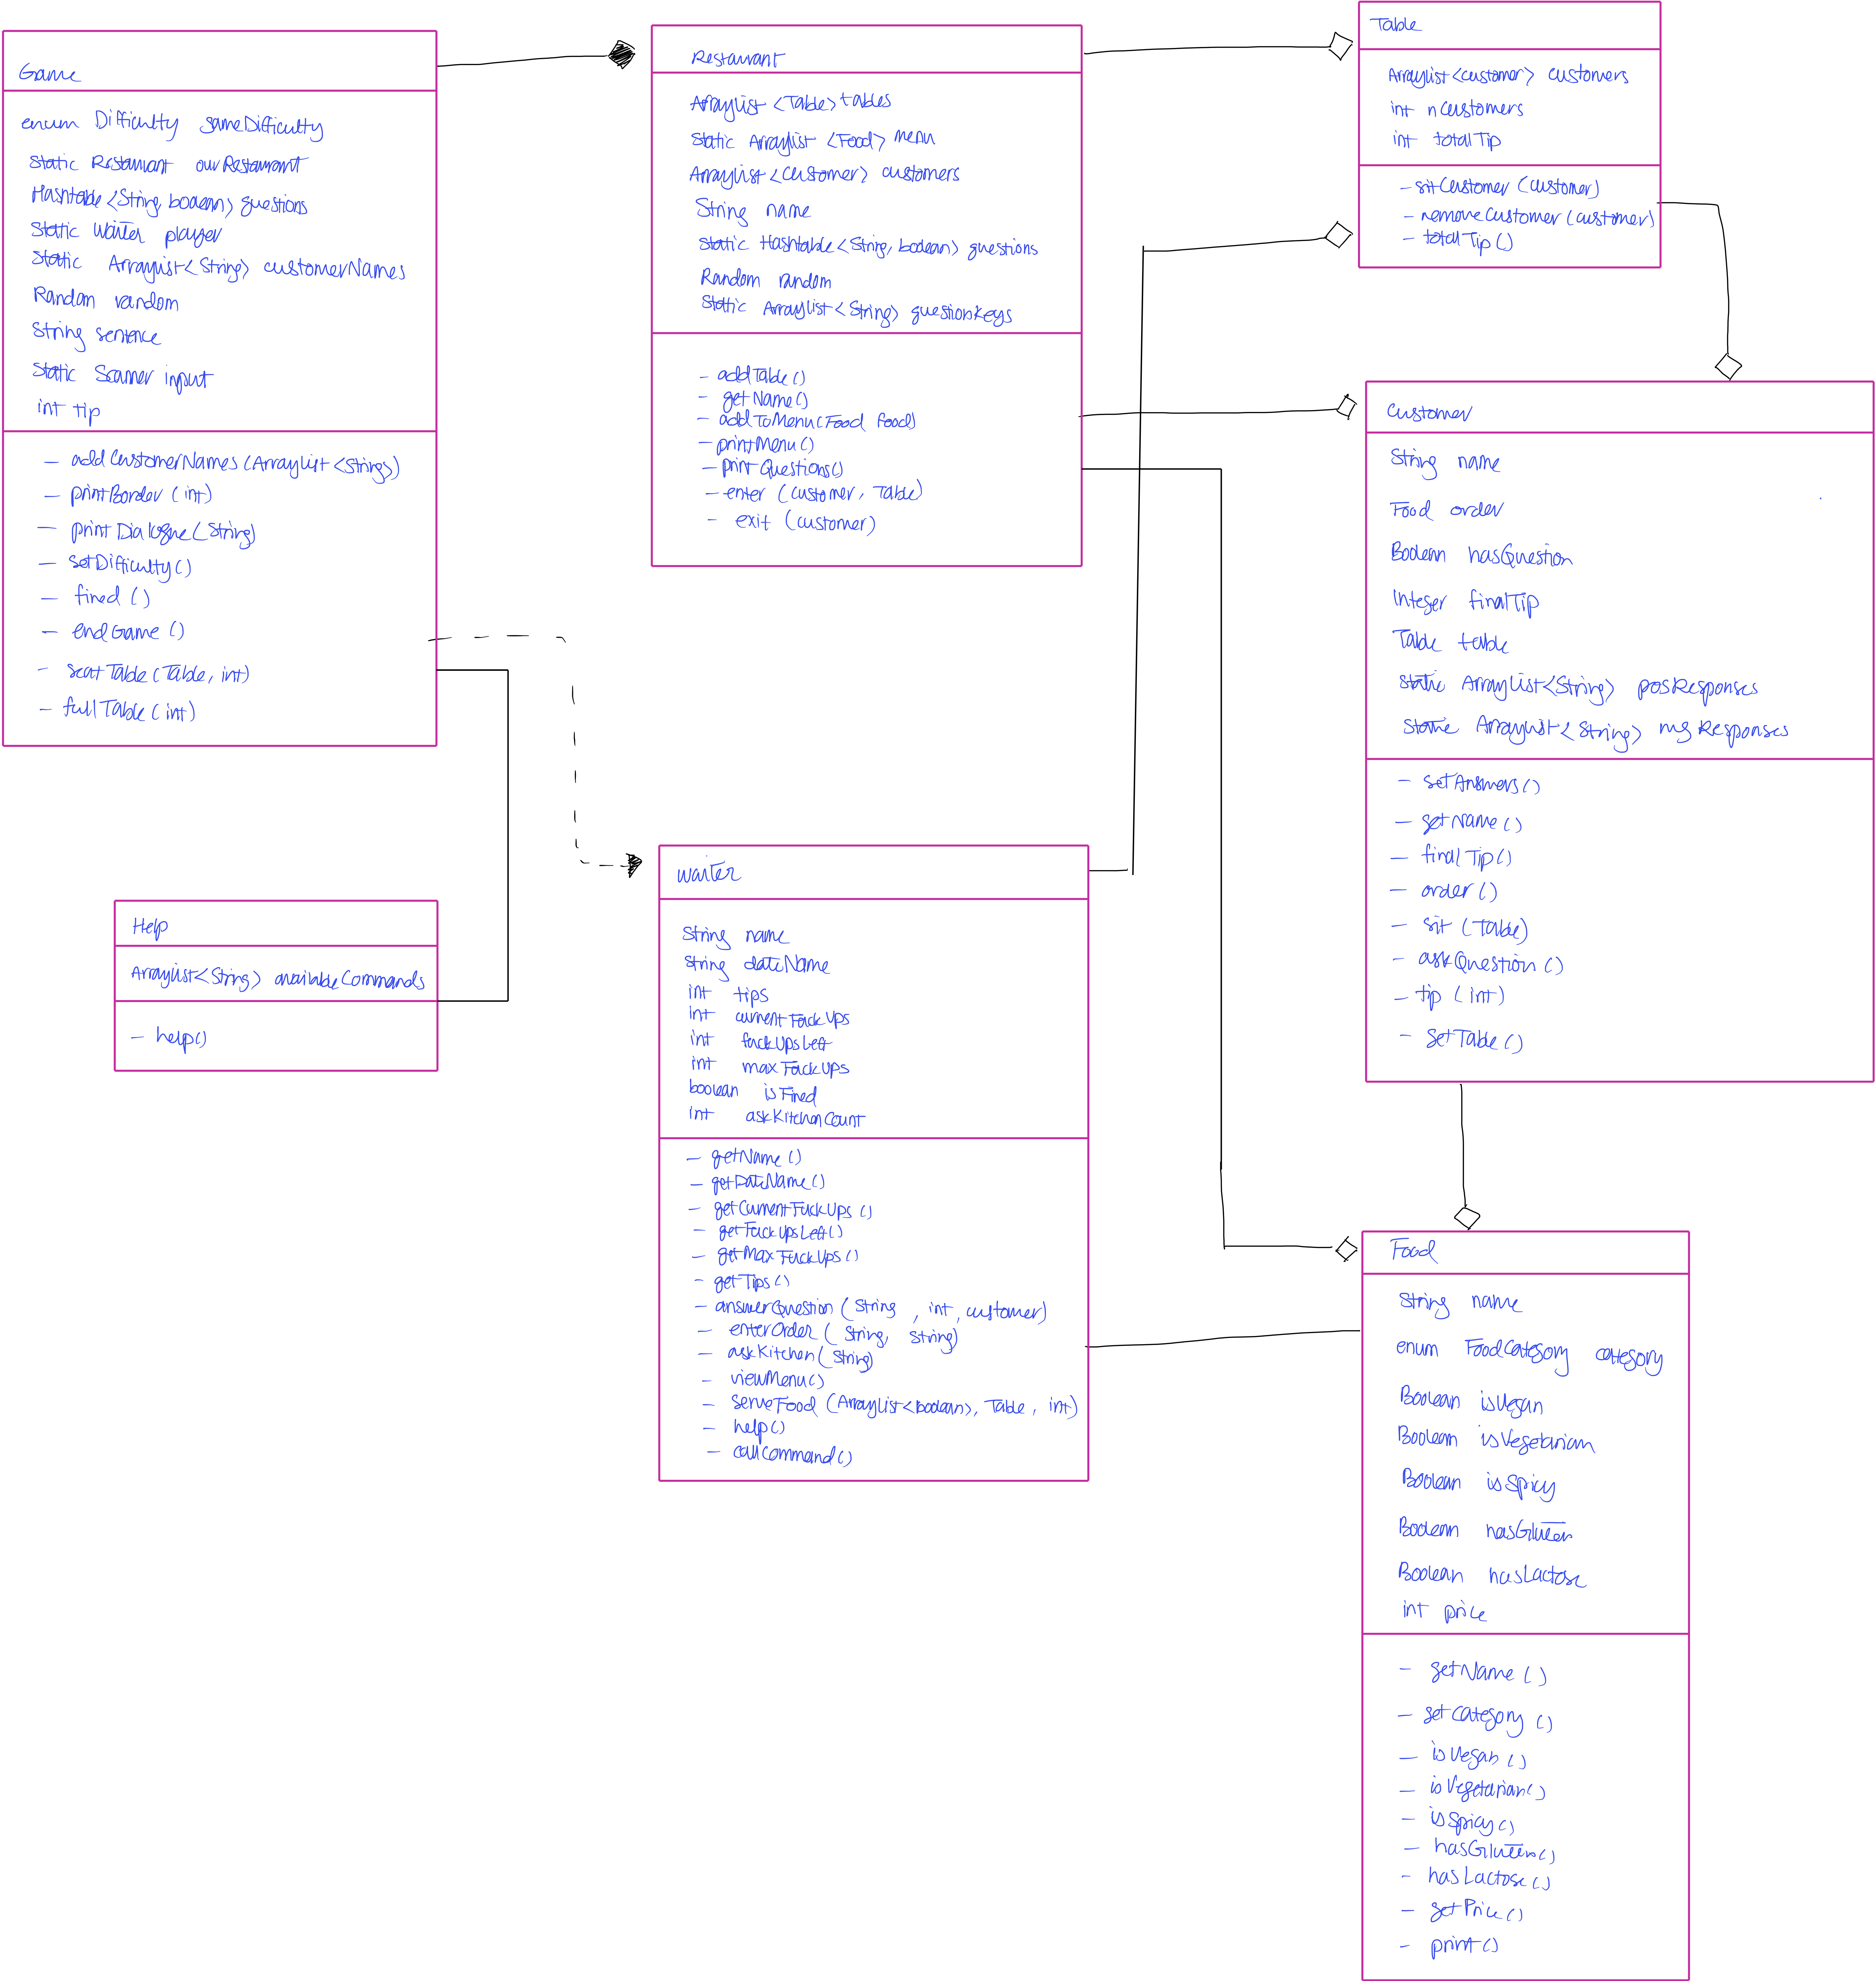 Game
enum Difficulty gameDifficulty
Static Restaurant ourRestaurant
Hashtable <String, boolean> questions
Static Waiter player
Static Arraylist<String> customerNames
Random random
String sentence
Static Scanner input
int tip
- addCustomerNames (ArrayList<Strings>)
- printBorder (int)
- printDialogue (String)
- setDifficulty ()
- fired ()
- endGame ()
- seatTable (Table, int)
- fullTable (int)
Help
Arraylist<String> availableCommands
- help()
Restaurant
Arraylist <Table> tables
Static Arraylist <Food> menu
Arraylist <Customer> customers
String name
Static Hashtable <String, boolean> questions
Random random
Static Arraylist<String> questionKeys
- addTable ()
- getName ()
- addToMenu (Food food)
- printMenu ()
- printQuestions()
- enter (customer, Table)
- exit (customer)
Waiter
String name
String dateName
int tips
int currentFuckUps
int fuckUpsLeft
int maxFuckUps
boolean isFired
int askKitchenCount
- getName ()
- getDateName ()
- getCurrentFuckUps ()
- getFuckUpsLeft ()
- getMaxFuckUps ()
- getTips ()
- answerQuestion (String , int, customer)
- enterOrder (String, string)
- askKitchen (String)
- viewMenu ()
- serveFood (ArrayList<boolean>, Table, int)
- help ()
- callCommand ()
Table
Arraylist <customer> customers
int nCustomers
int totalTip
- sitCustomer (customer)
- removeCustomer (customer)
- totalTip ()
Customer
String name
Food order
Boolean hasQuestion
Integer finalTip
Table table
static ArrayList<String> posResponses
Static Arraylist<String> negResponses
- setAnswers ()
- getName ()
- finalTip ()
- order ()
- sit (Table)
- askQuestion ()
- tip (int)
- setTable ()
Food
String name
enum FoodCategory category
Boolean isVegan
Boolean isVegetarian
Boolean isSpicy
Boolean hasGluten
Boolean hasLactose
int price
- getName ()
- getCategory ()
- isVegan ()
- isVegetarian ()
- isSpicy ()
- hasGluten ()
- hasLactose ()
- getPrice ()
- print ()